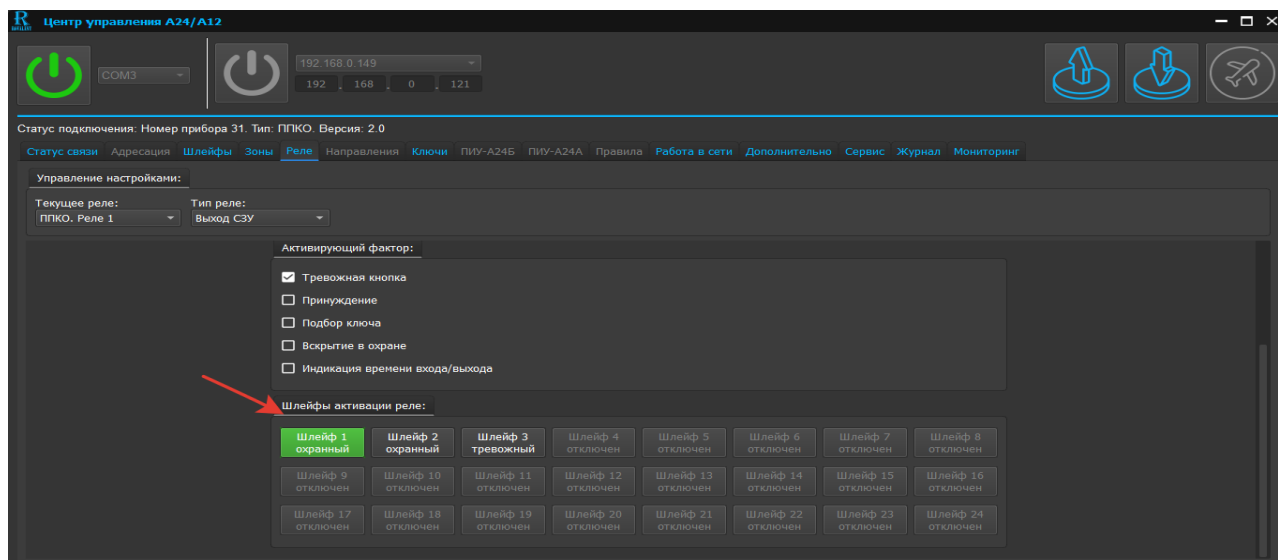 Центр управления А24/А12
COM3
192.168.0.149
192 . 168 . 0 . 121
Статус подключения: Номер прибора 31. Тип: ППКО. Версия: 2.0
Статус связи Адресация Шлейфы Зоны Реле Направления Ключи ПИУ-А24Б ПИУ-А24А Правила Работа в сети Дополнительно Сервис Журнал Мониторинг
Управление настройками:
Текущее реле: Тип реле:
ППКО. Реле 1 Выход СЗУ
Активирующий фактор:
Тревожная кнопка
Принуждение
Подбор ключа
Вскрытие в охране
Индикация времени входа/выхода
Шлейфы активации реле:
Шлейф 1 Шлейф 2 Шлейф 3 Шлейф 4 Шлейф 5 Шлейф 6 Шлейф 7 Шлейф 8
охранный охранный тревожный отключен отключен отключен отключен отключен
Шлейф 9 Шлейф 10 Шлейф 11 Шлейф 12 Шлейф 13 Шлейф 14 Шлейф 15 Шлейф 16
отключен отключен отключен отключен отключен отключен отключен отключен
Шлейф 17 Шлейф 18 Шлейф 19 Шлейф 20 Шлейф 21 Шлейф 22 Шлейф 23 Шлейф 24
отключен отключен отключен отключен отключен отключен отключен отключен